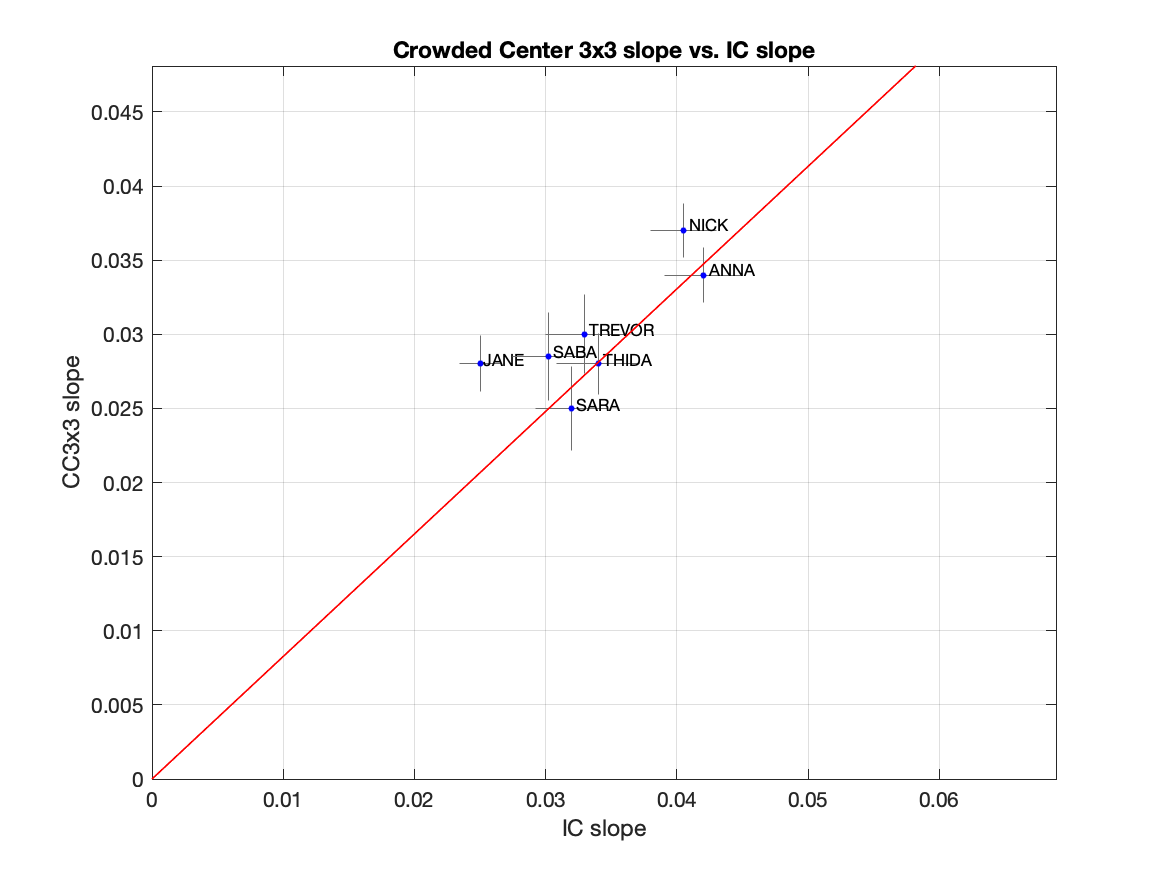 Crowded Center 3x3 slope vs. IC slope
0.045
0.04
0.035
0.03
0.025
0.02
0.015
0.01
0.005
0
CC3x3 slope
NICK
ANNA
TREVOR
SABA
JANE
THIDA
SARA
0
0.01
0.02
0.03
0.04
0.05
0.06
IC slope